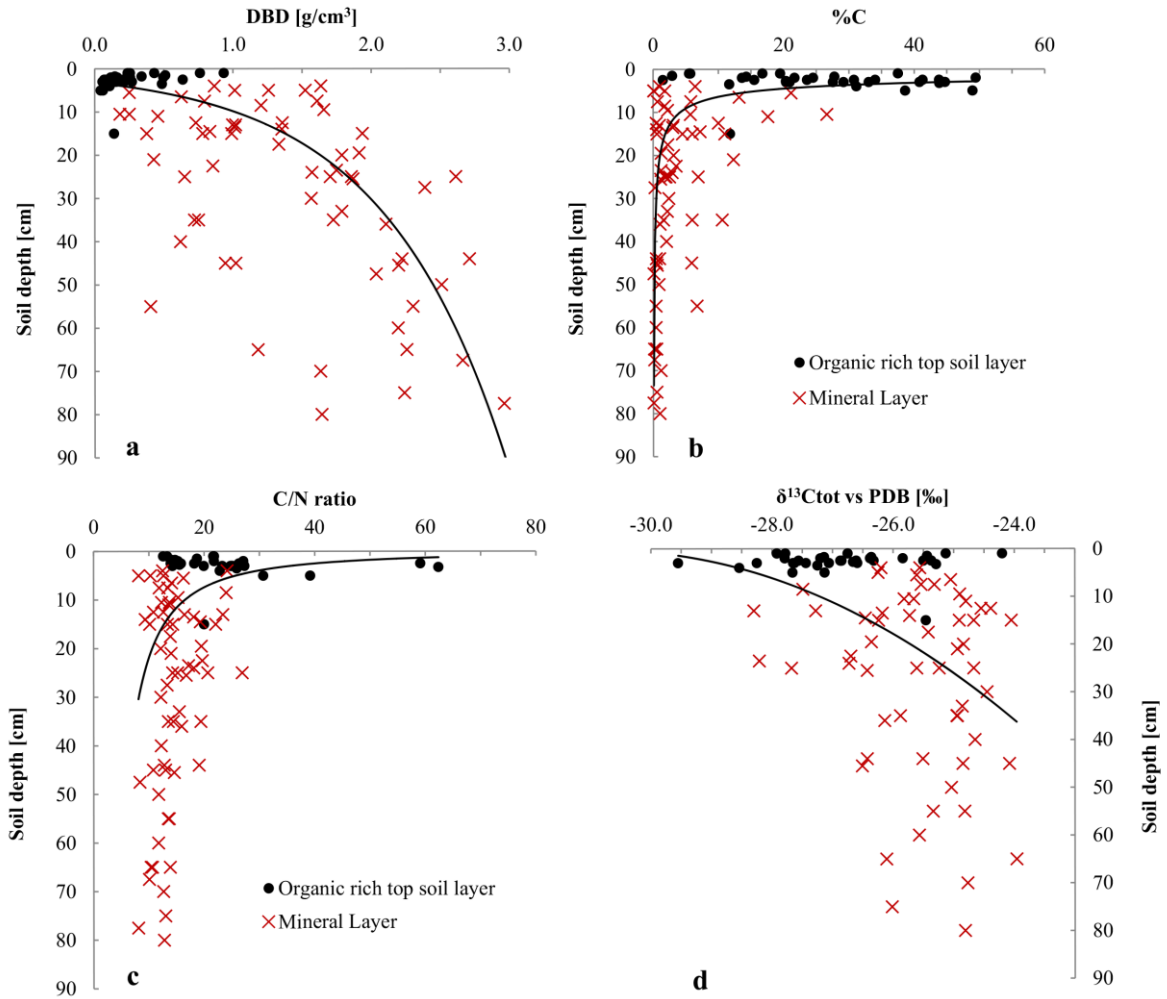 DBD [g/cm³]
0.0 1.0 2.0 3.0
0
10
20
30
40
50
60
70
80
90
Soil depth [cm]
a
%C
0 20 40 60
0
10
20
30
40
50
60
70
80
90
Soil depth [cm]
Organic rich top soil layer
Mineral Layer
b
C/N ratio
0 20 40 60 80
0
10
20
30
40
50
60
70
80
90
Soil depth [cm]
Organic rich top soil layer
Mineral Layer
c
δ¹³Ctot vs PDB [‰]
-30.0 -28.0 -26.0 -24.0
0
10
20
30
40
50
60
70
80
90
Soil depth [cm]
d